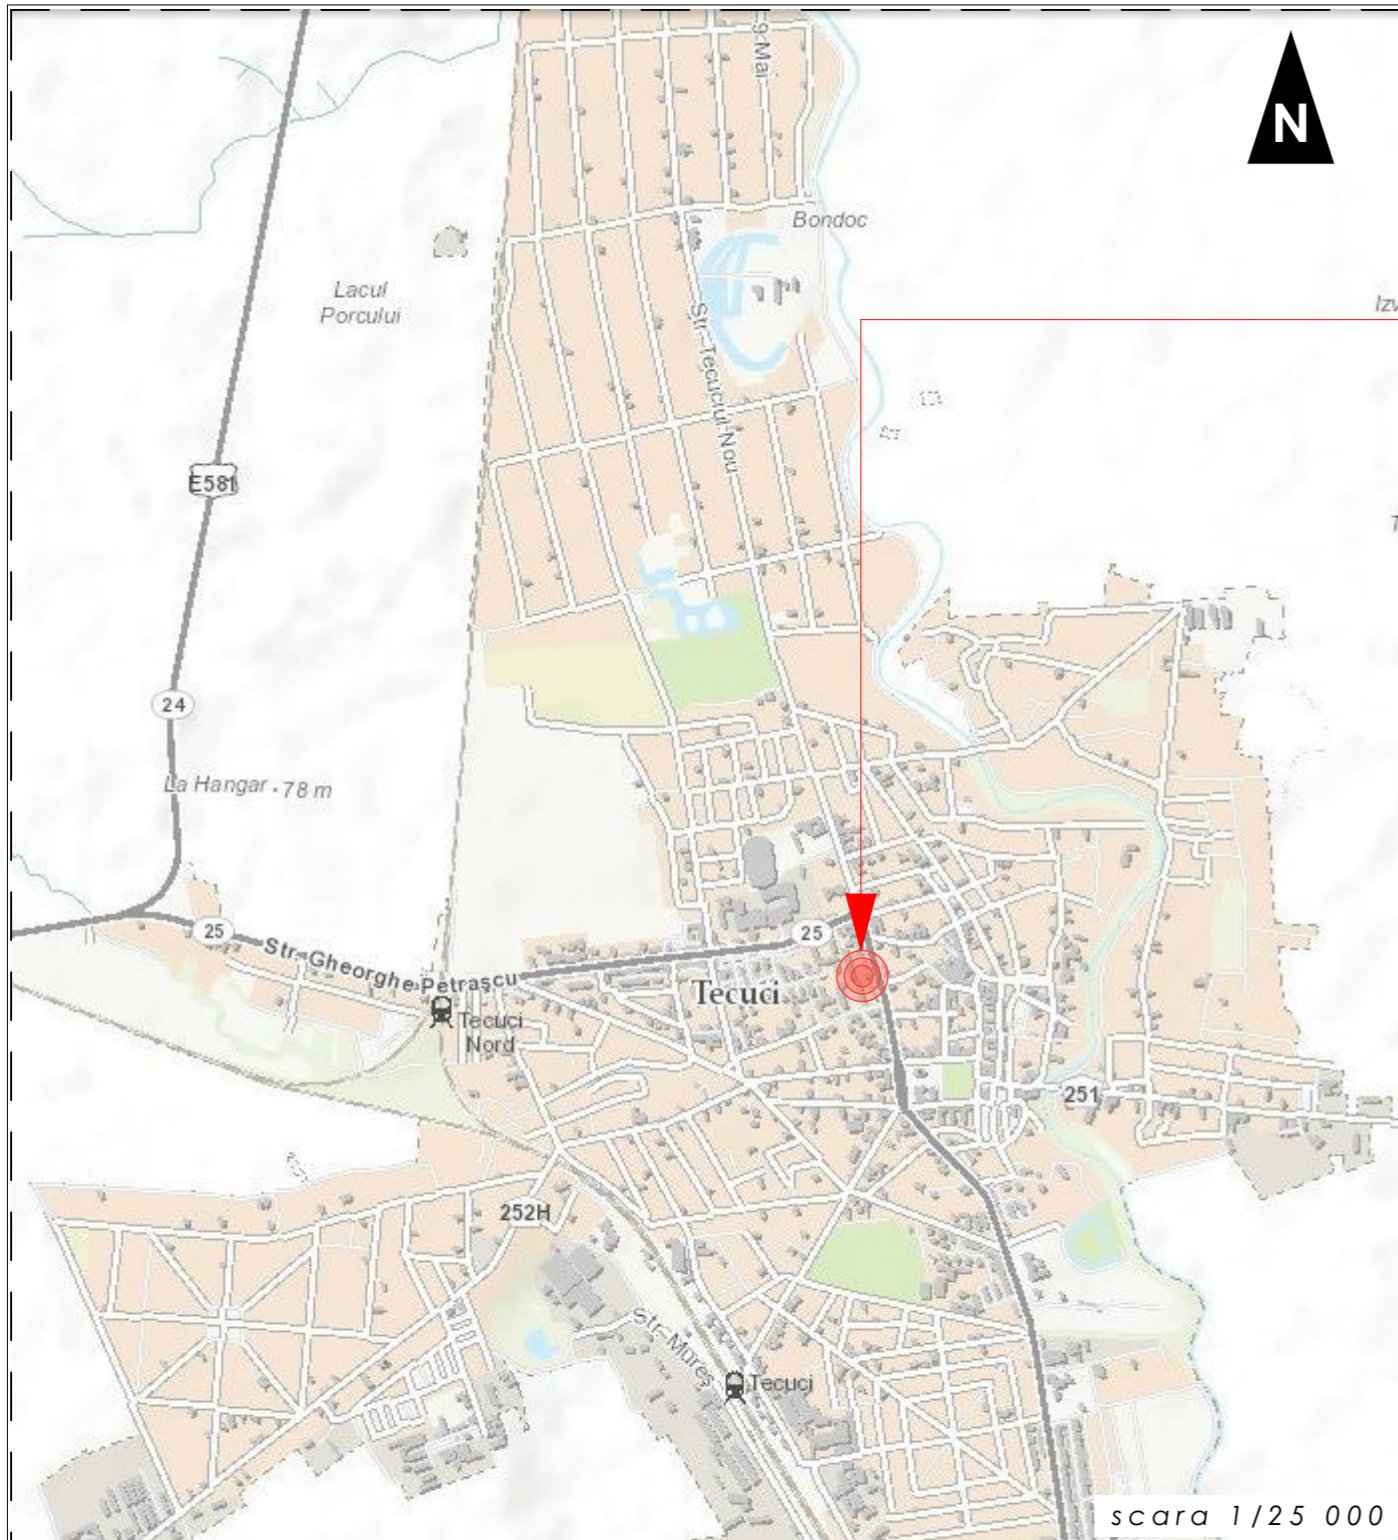 9 Mai
N
Bondoc
Lacul
Porcului
Izv
Str. Tecuciul Nou
E581
T
24
La Hangar . 78 m
25
25
Str. Gheorghe Petrașcu
Tecuci
Tecuci
Nord
251
252H
Str. Mureș
Tecuci
scara 1/25 000